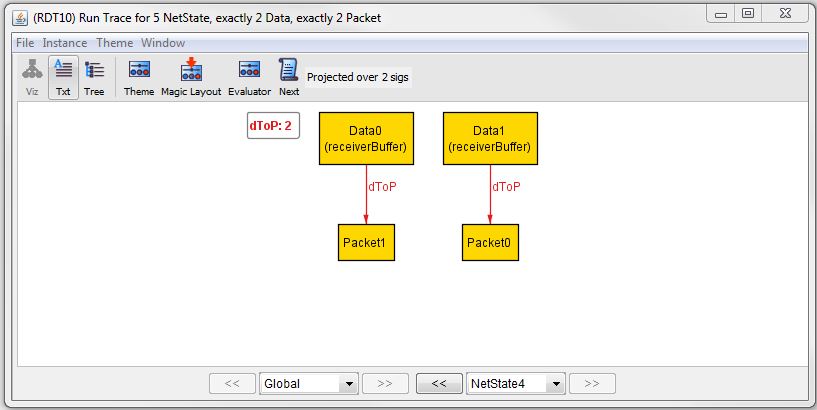 (RDT10) Run Trace for 5 NetState, exactly 2 Data, exactly 2 Packet
File Instance Theme Window
Viz Txt Tree Theme Magic Layout Evaluator Next Projected over 2 sigs
dToP: 2
Data0
(receiverBuffer)
Data1
(receiverBuffer)
dToP
dToP
Packet1
Packet0
<< Global >> << NetState4 >>